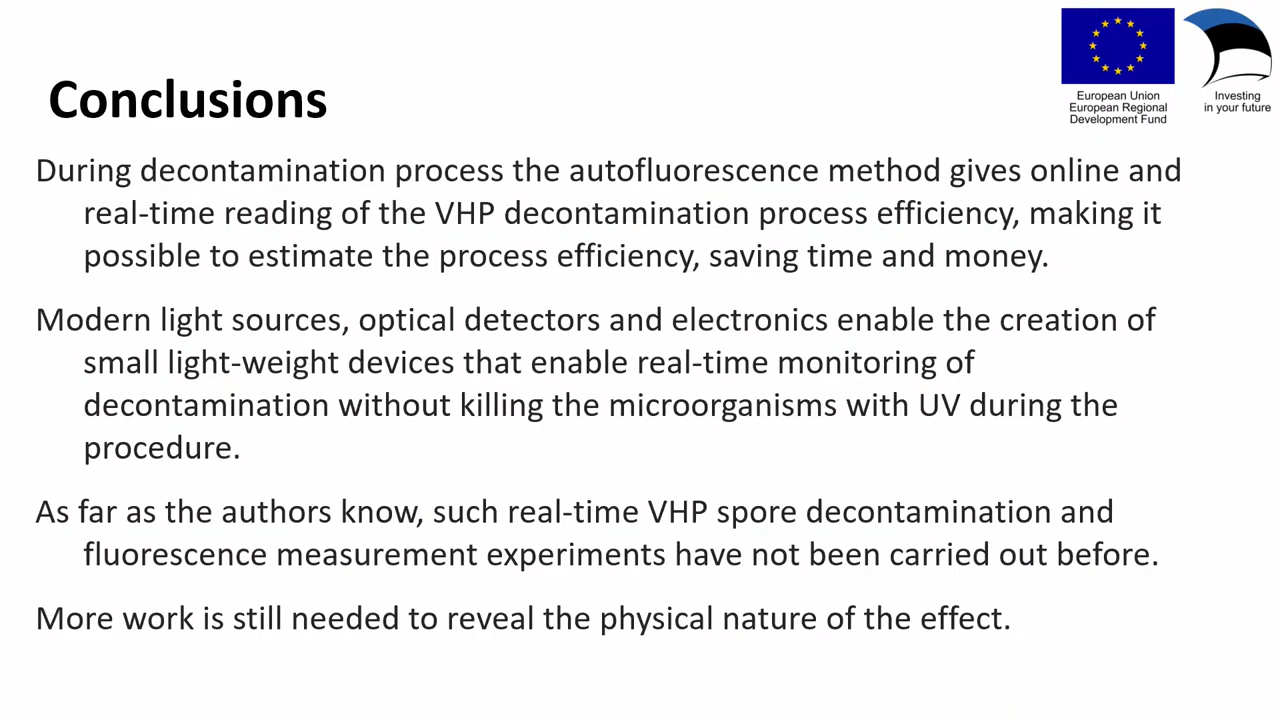 European Union
European Regional
Development Fund
Investing
in your future
Conclusions
During decontamination process the autofluorescence method gives online and
real-time reading of the VHP decontamination process efficiency, making it
possible to estimate the process efficiency, saving time and money.
Modern light sources, optical detectors and electronics enable the creation of
small light-weight devices that enable real-time monitoring of
decontamination without killing the microorganisms with UV during the
procedure.
As far as the authors know, such real-time VHP spore decontamination and
fluorescence measurement experiments have not been carried out before.
More work is still needed to reveal the physical nature of the effect.